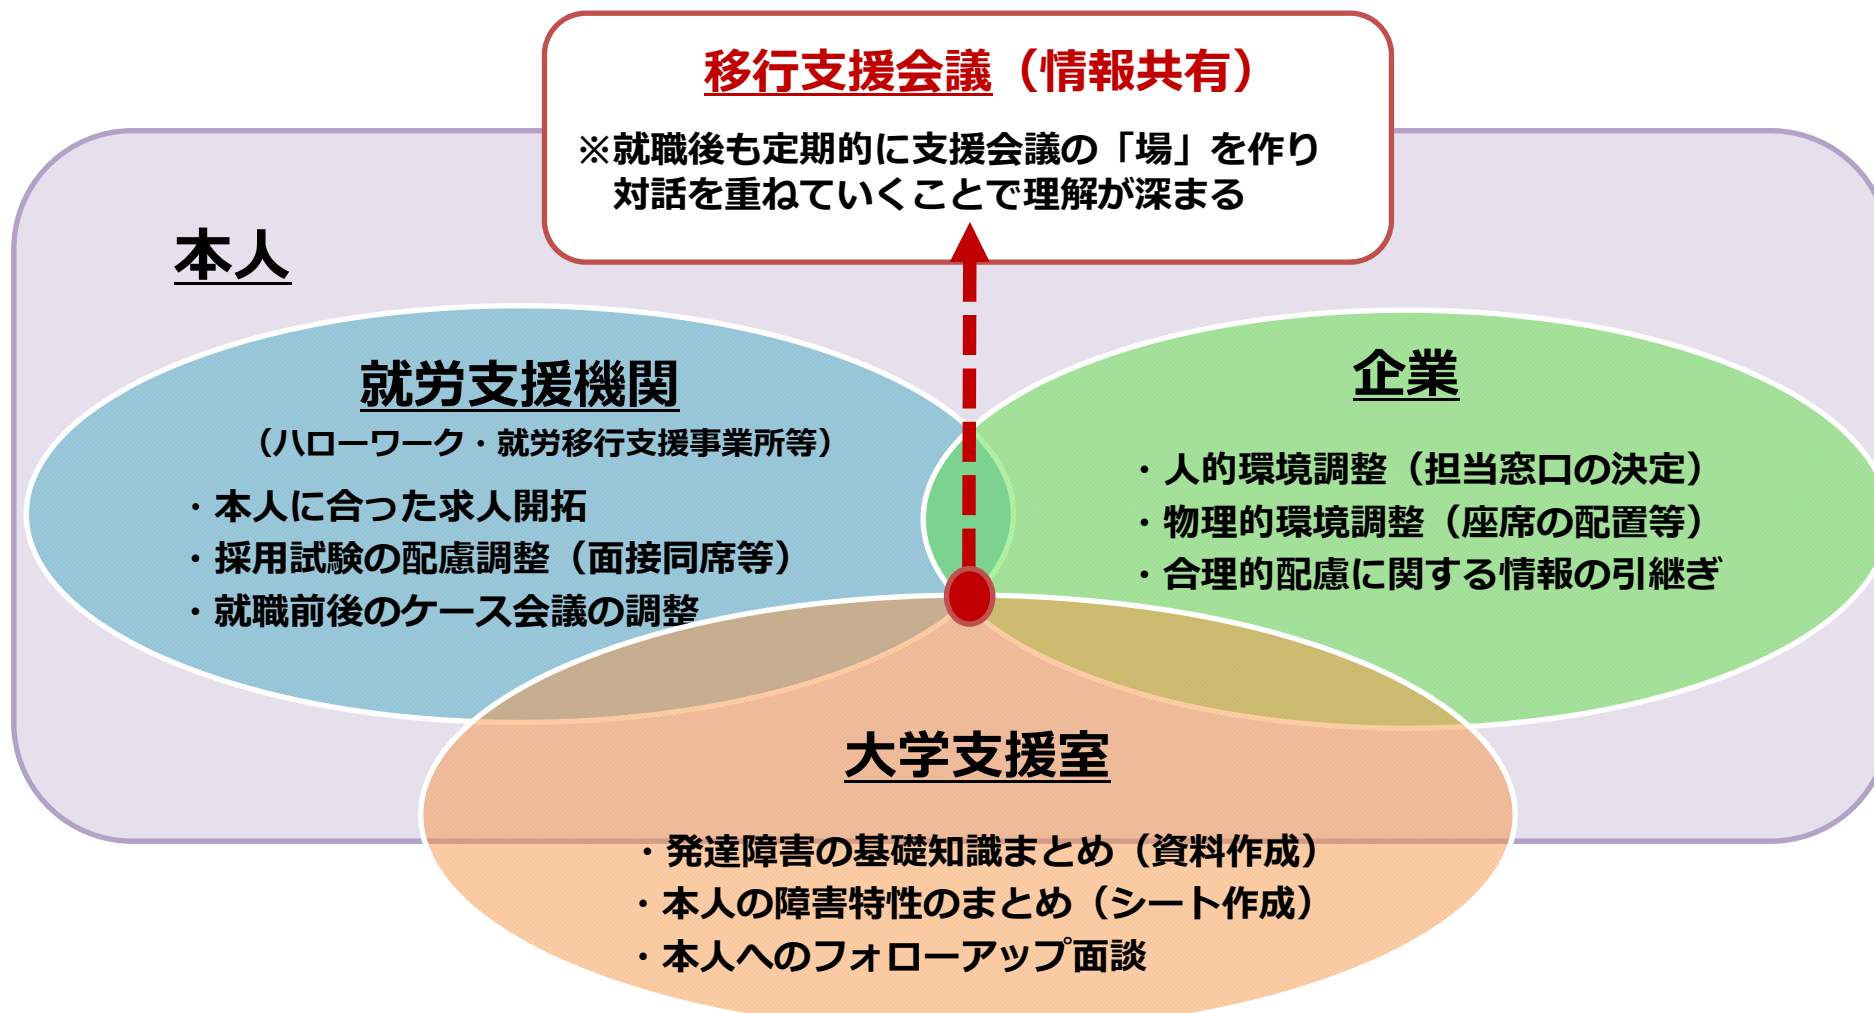 移行支援会議（情報共有）
※就職後も定期的に支援会議の「場」を作り
対話を重ねていくことで理解が深まる
本人
就労支援機関
（ハローワーク・就労移行支援事業所等）
・本人に合った求人開拓
・採用試験の配慮調整（面接同席等）
・就職前後のケース会議の調整
企業
・人的環境調整（担当窓口の決定）
・物理的環境調整（座席の配置等）
・合理的配慮に関する情報の引継ぎ
大学支援室
・発達障害の基礎知識まとめ（資料作成）
・本人の障害特性のまとめ（シート作成）
・本人へのフォローアップ面談